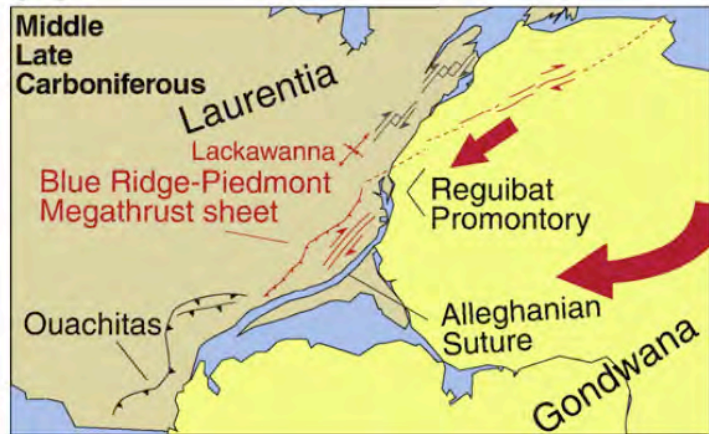 Middle
Late
Carboniferous
Laurentia
Lackawanna
Blue Ridge-Piedmont
Megathrust sheet
Reguibat
Promontory
Ouachitas
Alleghanian
Suture
Gondwana